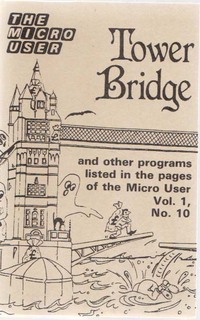 THE
MICRO
USER
Tower
Bridge
and other programs
listed in the pages
of the Micro User
Vol. 1,
No. 10